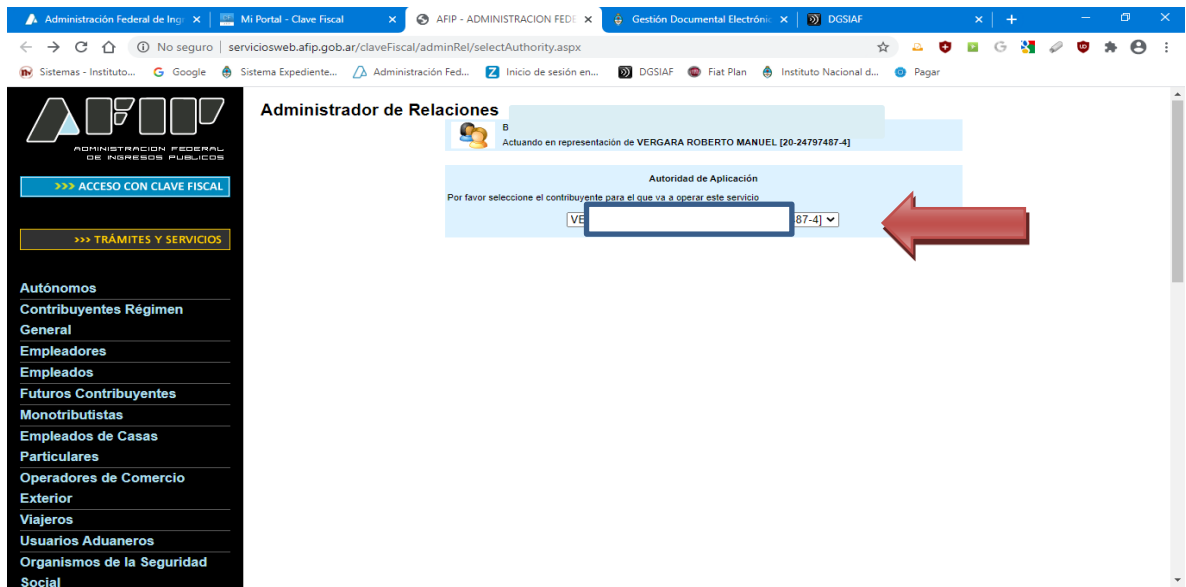 Administración Federal de Ing
Mi Portal - Clave Fiscal
AFIP - ADMINISTRACION FEDE
Gestión Documental Electrónic
DGSIAF
No seguro | serviciosweb.afip.gob.ar/claveFiscal/adminRel/selectAuthority.aspx
Sistemas - Instituto... Google Sistema Expediente... Administración Fed... Inicio de sesión en... DGSIAF Fiat Plan Instituto Nacional d... Pagar
AFIP
ADMINISTRACION FEDERAL
DE INGRESOS PUBLICOS
>>> ACCESO CON CLAVE FISCAL
>>> TRÁMITES Y SERVICIOS
Autónomos
Contribuyentes Régimen
General
Empleadores
Empleados
Futuros Contribuyentes
Monotributistas
Empleados de Casas
Particulares
Operadores de Comercio
Exterior
Viajeros
Usuarios Aduaneros
Organismos de la Seguridad
Social
Administrador de Relaciones
B
Actuando en representación de VERGARA ROBERTO MANUEL [20-24797487-4]
Autoridad de Aplicación
Por favor seleccione el contribuyente para el que va a operar este servicio
VE 87-4]